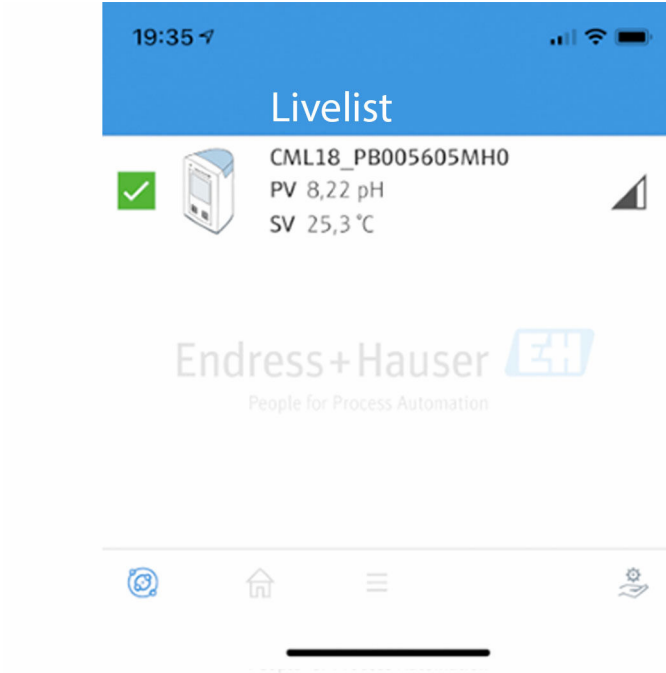 19:35
Livelist
CML18_PB005605MH0
PV 8,22 pH
SV 25,3 °C
Endress+Hauser EH
People for Process Automation